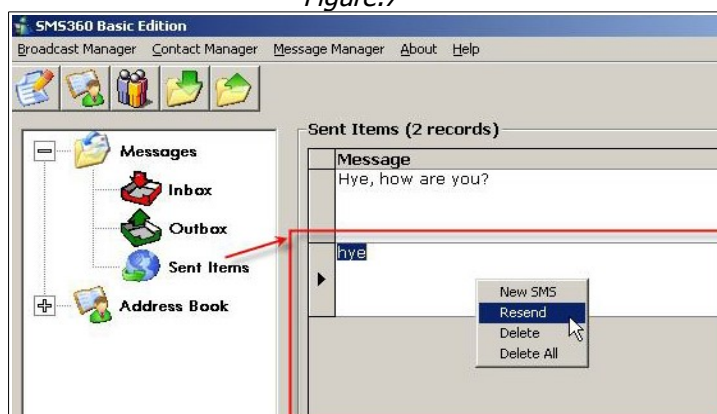 Figure.7
SMS360 Basic Edition
Broadcast Manager Contact Manager Message Manager About Help
Sent Items (2 records)
Messages
Message
Hye, how are you?
Inbox
Outbox
hye
Sent Items
New SMS
Address Book
Resend
Delete
Delete All